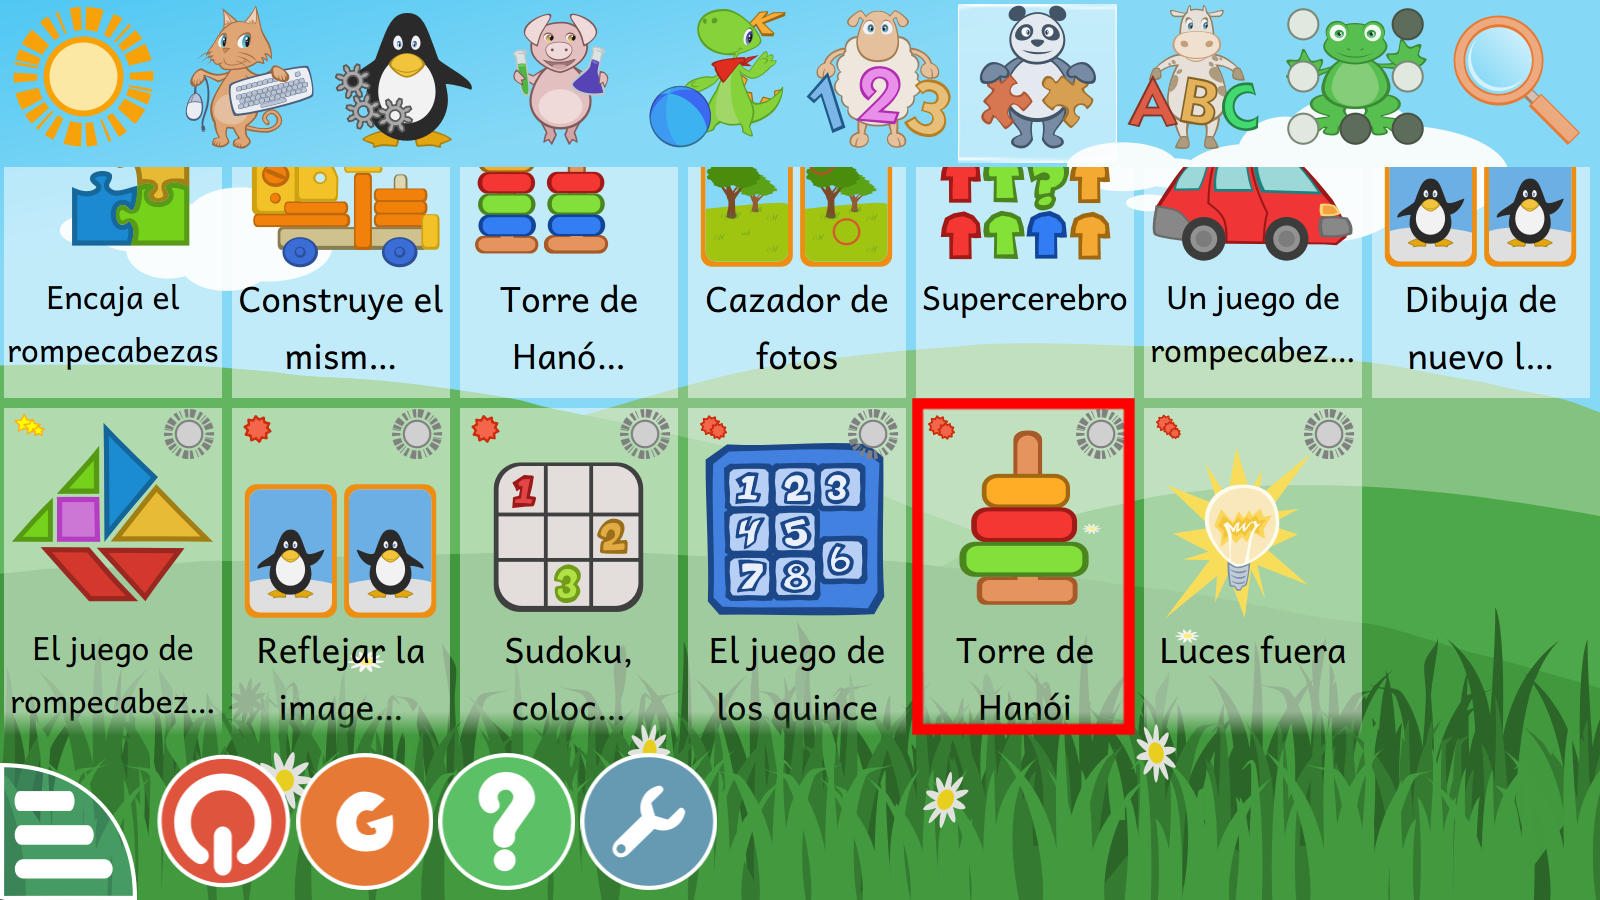 1 2 3
A B C
Encaja el
rompecabezas
Construye el
mism...
Torre de
Hanó...
Cazador de
fotos
?
Supercerebro
Un juego de
rompecabez...
Dibuja de
nuevo l...
El juego de
rompecabez...
Reflejar la
image...
1
2
3
Sudoku,
coloc...
1 2 3
4 5
6
7 8
El juego de
los quince
Torre de
Hanói
Luces fuera
G
?